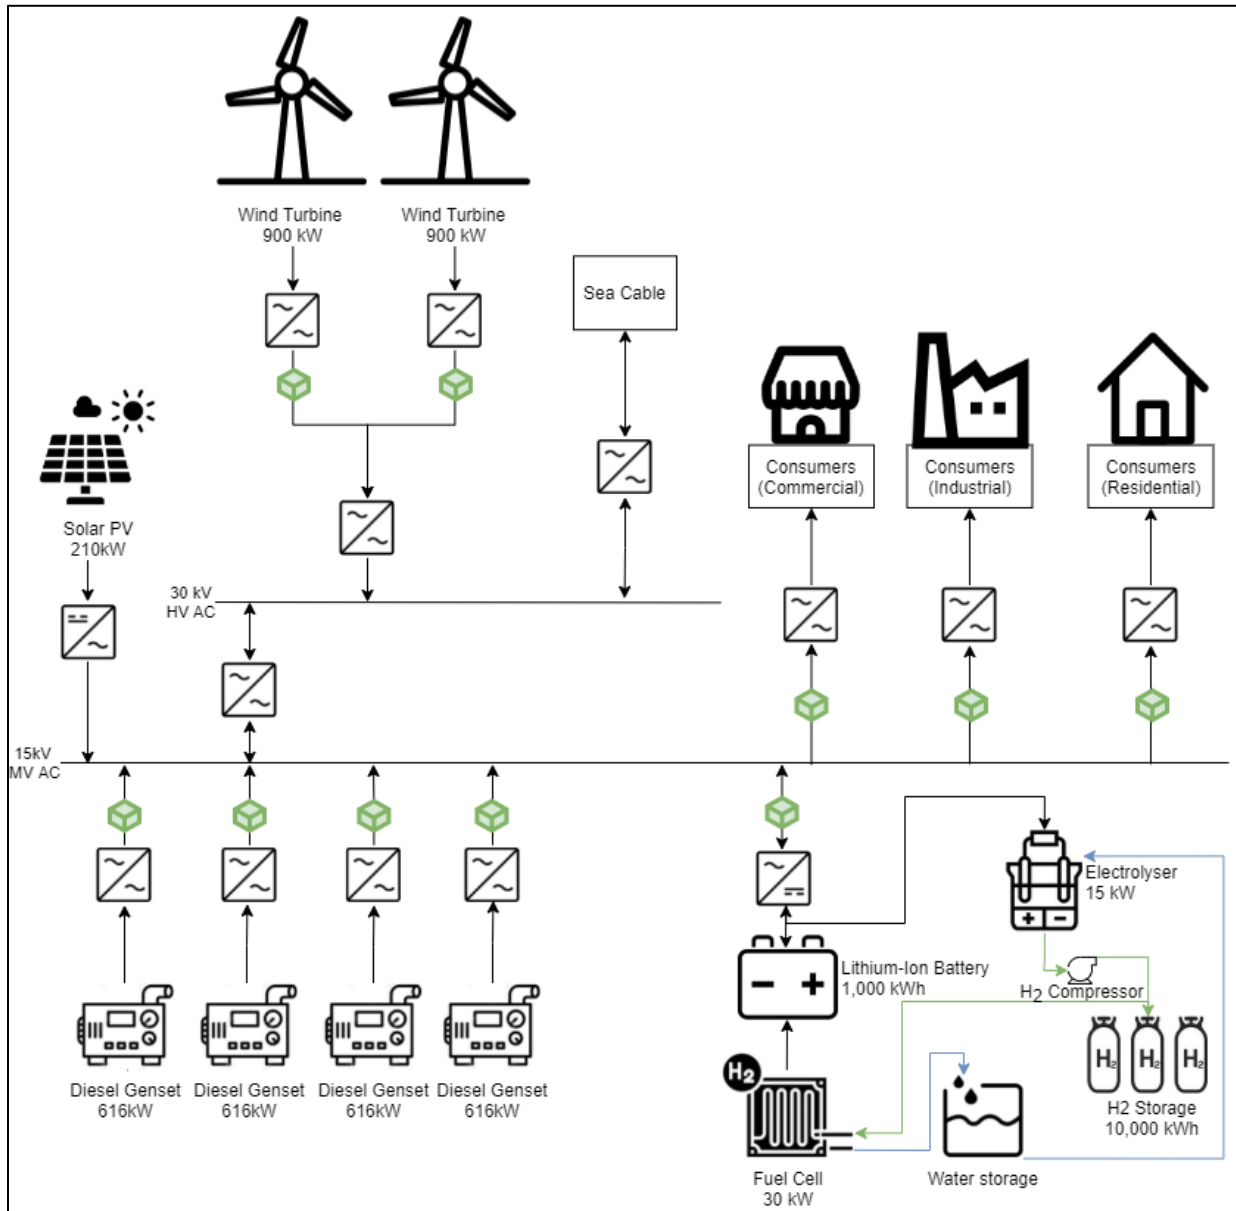 Wind Turbine
900 kW
Wind Turbine
900 kW
Sea Cable
Consumers
(Commercial)
Consumers
(Industrial)
Consumers
(Residential)
Solar PV
210kW
30 kV
HV AC
15kV
MV AC
Electrolyser
15 kW
Lithium-Ion Battery
1,000 kWh
H2 Compressor
H2
H2
H2
H2 Storage
10,000 kWh
H2
Diesel Genset
616kW
Diesel Genset
616kW
Diesel Genset
616kW
Diesel Genset
616kW
Fuel Cell
30 kW
Water storage